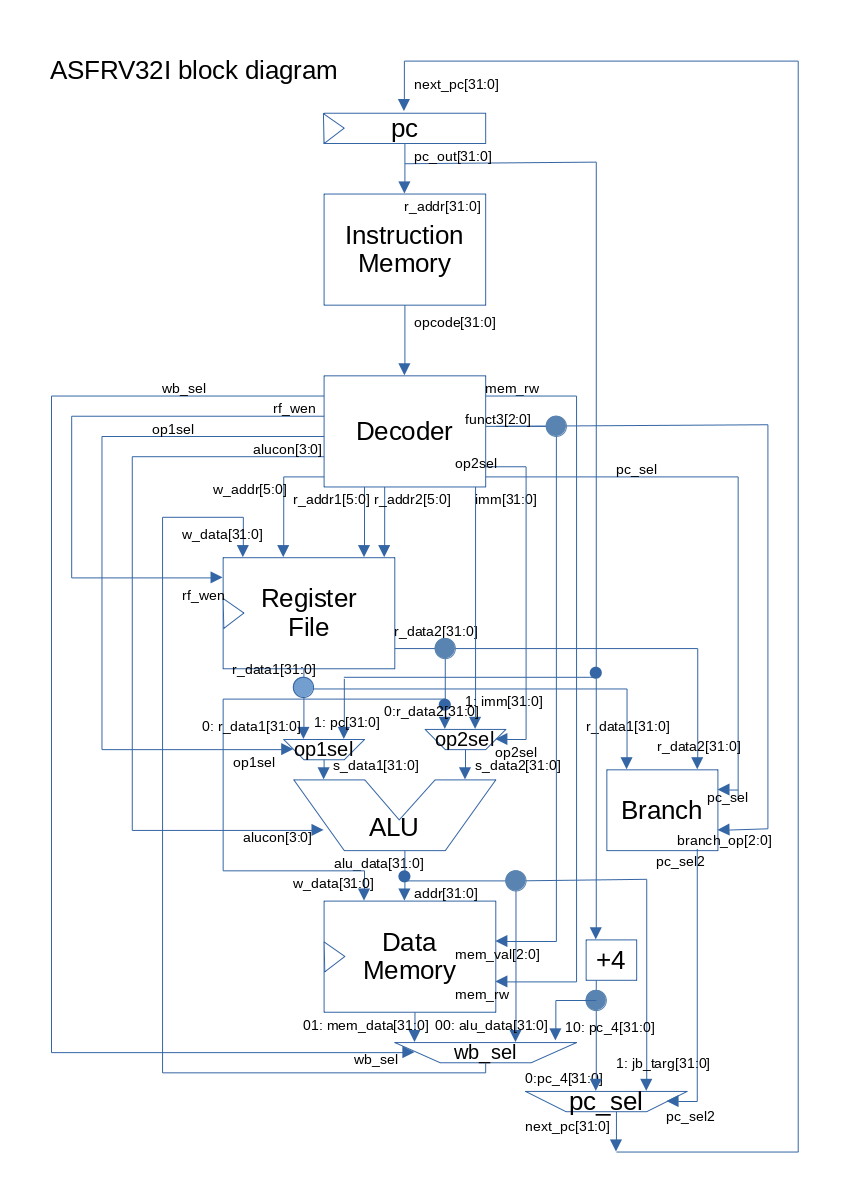 ASFRV32I block diagram
next_pc[31:0]
pc
pc_out[31:0]
r_addr[31:0]
Instruction
Memory
opcode[31:0]
wb_sel
mem_rw
rf_wen
funct3[2:0]
op1sel
Decoder
alucon[3:0]
op2sel
pc_sel
w_addr[5:0]
r_addr1[5:0]
r_addr2[5:0]
imm[31:0]
w_data[31:0]
rf_wen
Register
File
r_data2[31:0]
r_data1[31:0]
1: imm[31:0]
0:r_data2[31:0]
0: r_data1[31:0]
1: pc[31:0]
r_data1[31:0]
op1sel
op2sel
r_data2[31:0]
op2sel
op1sel
s_data1[31:0]
s_data2[31:0]
pc_sel
Branch
ALU
alucon[3:0]
branch_op[2:0]
alu_data[31:0]
pc_sel2
w_data[31:0]
addr[31:0]
Data
Memory
mem_val[2:0]
+4
mem_rw
01: mem_data[31:0]
00: alu_data[31:0]
10: pc_4[31:0]
wb_sel
wb_sel
1: jb_targ[31:0]
0:pc_4[31:0]
pc_sel
pc_sel2
next_pc[31:0]